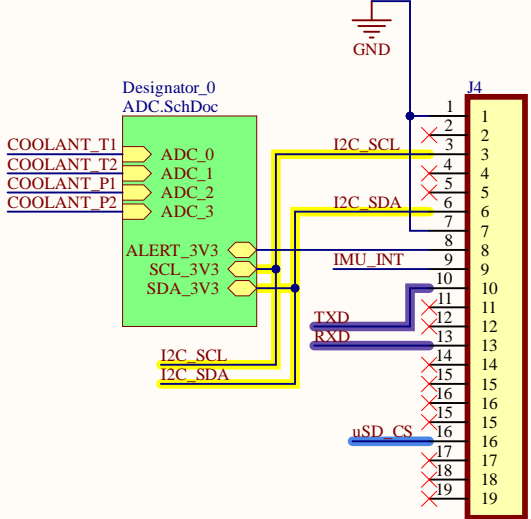 GND
Designator_0
ADC.SchDoc
J4
COOLANT_T1
COOLANT_T2
COOLANT_P1
COOLANT_P2
ADC_0
ADC_1
ADC_2
ADC_3
ALERT_3V3
SCL_3V3
SDA_3V3
I2C_SCL
I2C_SDA
I2C_SCL
I2C_SDA
IMU_INT
TXD
RXD
uSD_CS
1 1
2 2
3 3
4 4
5 5
6 6
7 7
8 8
9 9
10 10
11 11
12 12
13 13
14 14
15 15
16 16
15 15
16 16
17 17
18 18
19 19